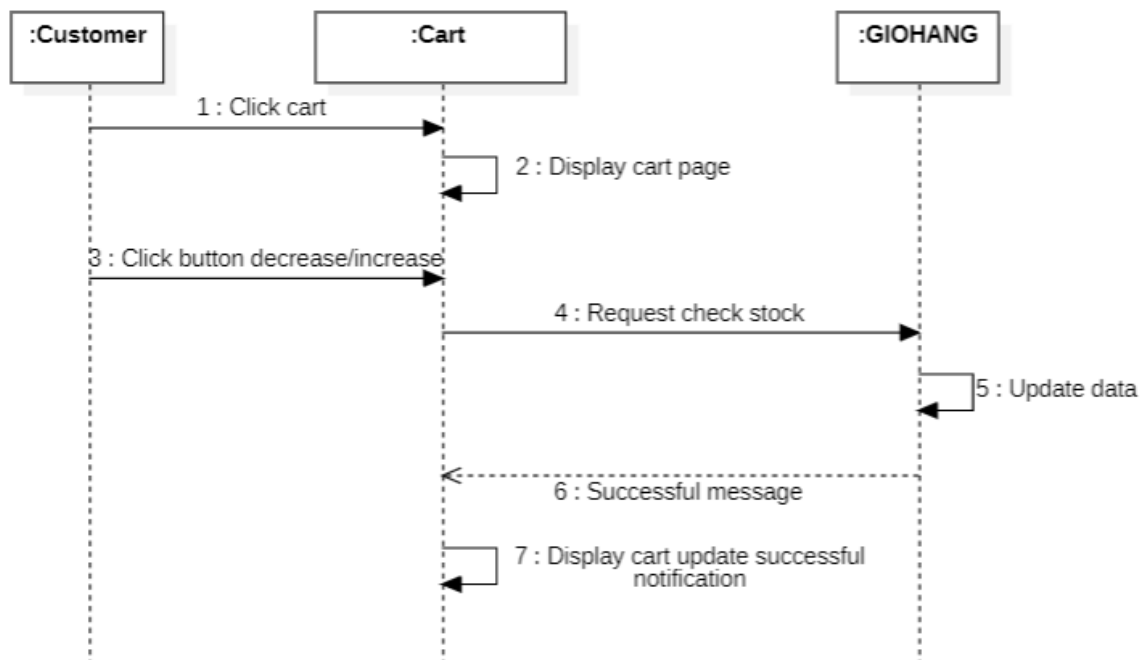 :Customer
:Cart
:GIOHANG
1 : Click cart
2 : Display cart page
3 : Click button decrease/increase
4 : Request check stock
5 : Update data
6 : Successful message
7 : Display cart update successful
notification